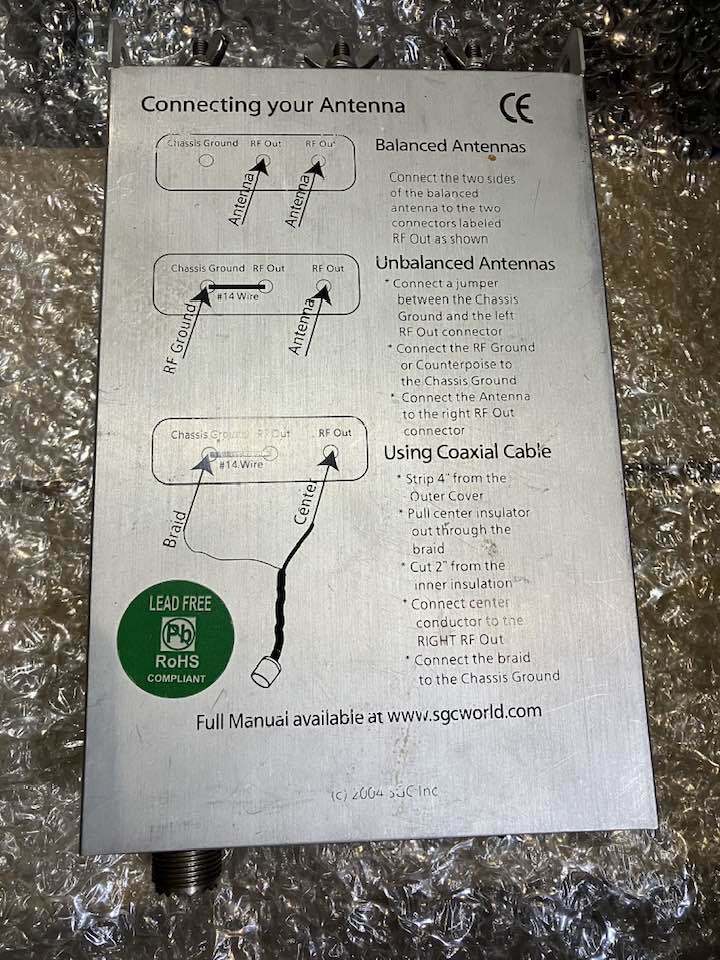 Connecting your Antenna
CE
Chassis Ground RF Out RF Out
Antenna
Antenna
Balanced Antennas
Connect the two sides
of the balanced
antenna to the two
connectors labeled
RF Out as shown
Chassis Ground RF Out RF Out
#14 Wire
RF Ground
Antenna
Unbalanced Antennas
* Connect a jumper
between the Chassis
Ground and the left
RF Out connector
* Connect the RF Ground
or Counterpoise to
the Chassis Ground
* Connect the Antenna
to the right RF Out
connector
Chassis Ground RF Out RF Out
#14 Wire
Braid
Center
Using Coaxial Cable
* Strip 4" from the
Outer Cover
* Pull center insulator
out through the
braid
* Cut 2" from the
inner insulation
* Connect center
conductor to the
RIGHT RF Out
* Connect the braid
to the Chassis Ground
LEAD FREE
Pb
RoHS
COMPLIANT
Full Manual available at www.sgcworld.com
(c) 2004 SGC Inc